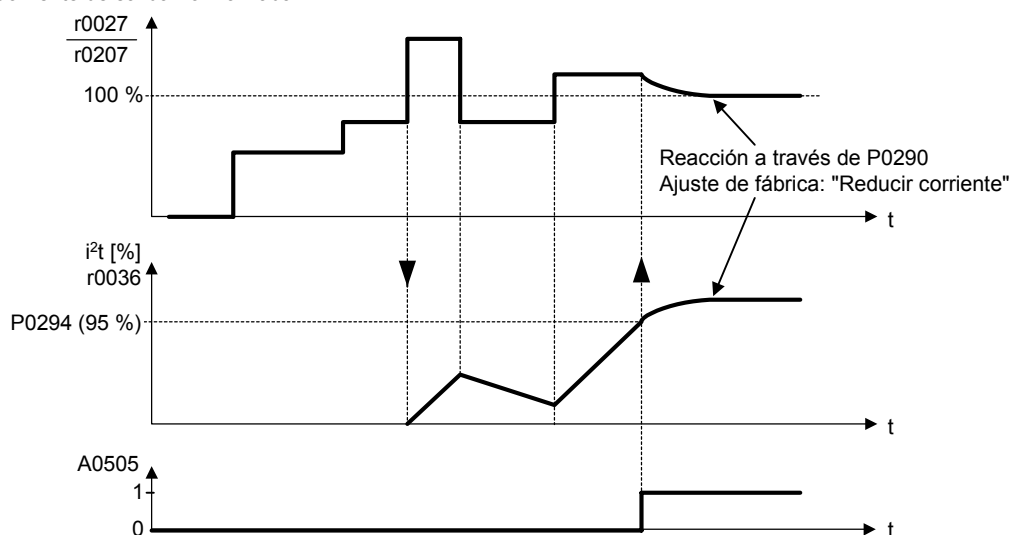 r0027
r0207
100 %
t
Reacción a través de P0290
Ajuste de fábrica: "Reducir corriente"
i²t [%]
r0036
P0294 (95 %)
t
A0505
1
0
t